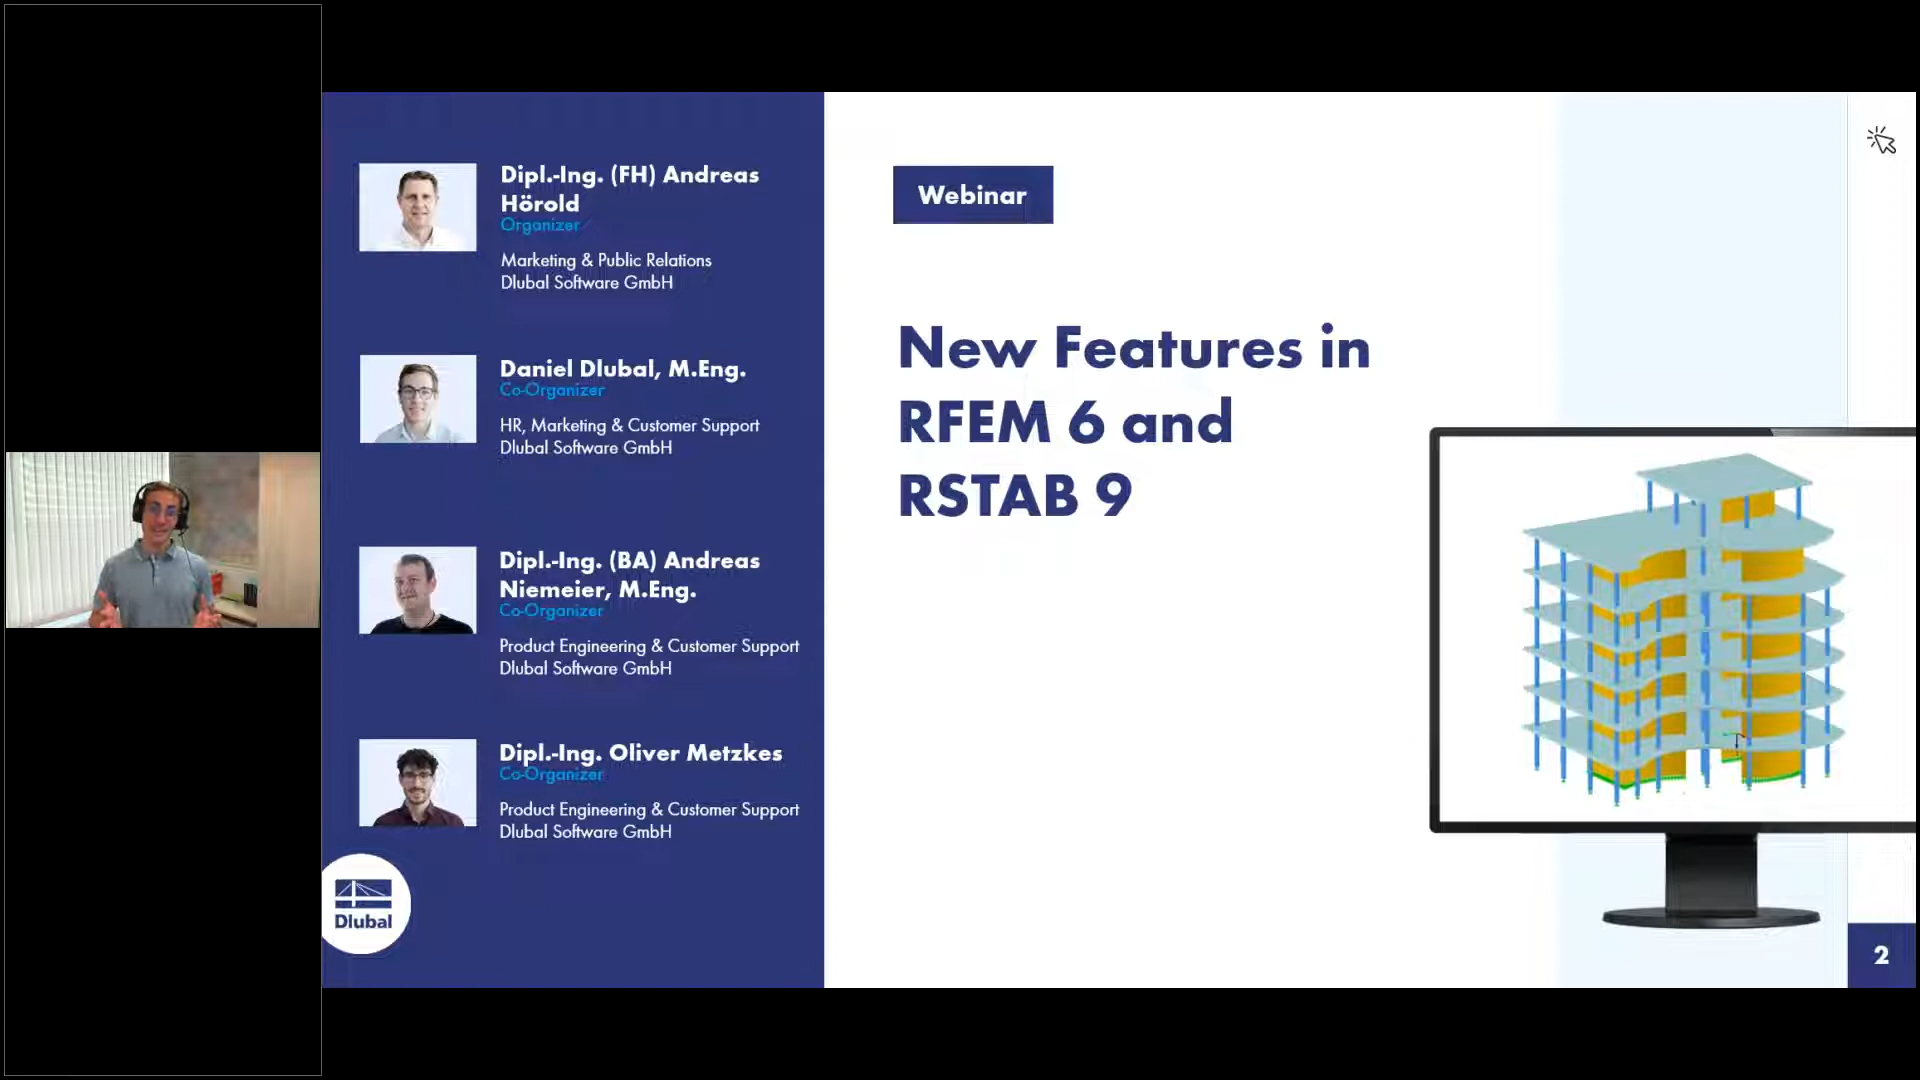 Dipl.-Ing. (FH) Andreas
Hörold
Organizer
Marketing & Public Relations
Dlubal Software GmbH
Daniel Dlubal, M.Eng.
Co-Organizer
HR, Marketing & Customer Support
Dlubal Software GmbH
Dipl.-Ing. (BA) Andreas
Niemeier, M.Eng.
Co-Organizer
Product Engineering & Customer Support
Dlubal Software GmbH
Dipl.-Ing. Oliver Metzkes
Co-Organizer
Product Engineering & Customer Support
Dlubal Software GmbH
Dlubal
Webinar
New Features in
RFEM 6 and
RSTAB 9
2